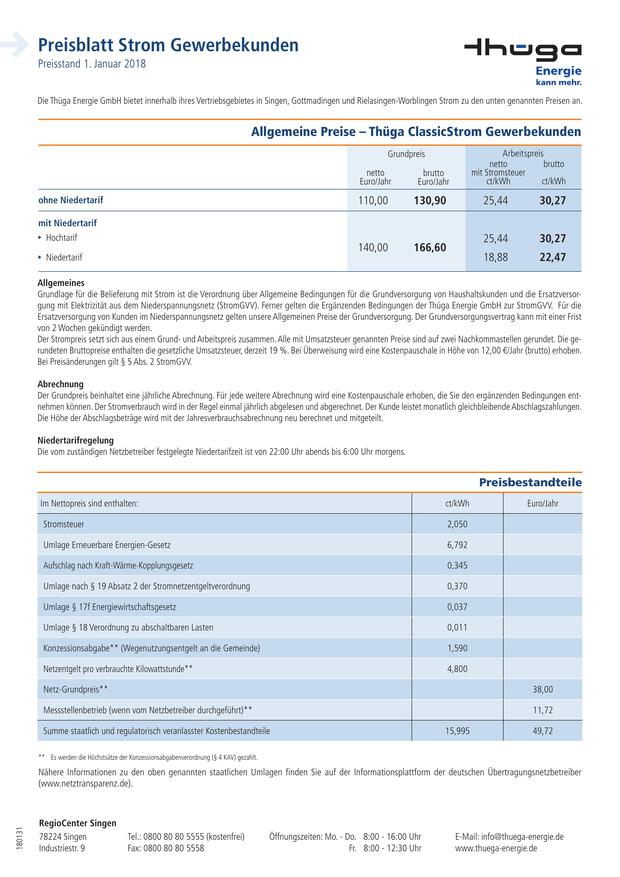 Preisblatt Strom Gewerbekunden
Preisstand 1. Januar 2018
thüga
Energie
kann mehr.
Die Thüga Energie GmbH bietet innerhalb ihres Vertriebsgebietes in Singen, Gottmadingen und Rielasingen-Worblingen Strom zu den unten genannten Preisen an.
Allgemeine Preise – Thüga ClassicStrom Gewerbekunden
Grundpreis Arbeitspreis
netto Euro/Jahr brutto Euro/Jahr netto mit Stromsteuer ct/kWh brutto ct/kWh
ohne Niedertarif 110,00 130,90 25,44 30,27
mit Niedertarif
▸ Hochtarif 140,00 166,60 25,44 30,27
▸ Niedertarif 18,88 22,47
Allgemeines
Grundlage für die Belieferung mit Strom ist die Verordnung über Allgemeine Bedingungen für die Grundversorgung von Haushaltskunden und die Ersatzversor-
gung mit Elektrizität aus dem Niederspannungsnetz (StromGVV). Ferner gelten die Ergänzenden Bedingungen der Thüga Energie GmbH zur StromGVV. Für die
Ersatzversorgung von Kunden im Niederspannungsnetz gelten unsere Allgemeinen Preise der Grundversorgung. Der Grundversorgungsvertrag kann mit einer Frist
von 2 Wochen gekündigt werden.
Der Strompreis setzt sich aus einem Grund- und Arbeitspreis zusammen. Alle mit Umsatzsteuer genannten Preise sind auf zwei Nachkommastellen gerundet. Die ge-
rundeten Bruttopreise enthalten die gesetzliche Umsatzsteuer, derzeit 19 %. Bei Überweisung wird eine Kostenpauschale in Höhe von 12,00 €/Jahr (brutto) erhoben.
Bei Preisänderungen gilt § 5 Abs. 2 StromGVV.
Abrechnung
Der Grundpreis beinhaltet eine jährliche Abrechnung. Für jede weitere Abrechnung wird eine Kostenpauschale erhoben, die Sie den ergänzenden Bedingungen ent-
nehmen können. Der Stromverbrauch wird in der Regel einmal jährlich abgelesen und abgerechnet. Der Kunde leistet monatlich gleichbleibende Abschlagszahlungen.
Die Höhe der Abschlagsbeträge wird mit der Jahresverbrauchsabrechnung neu berechnet und mitgeteilt.
Niedertarifregelung
Die vom zuständigen Netzbetreiber festgelegte Niedertarifzeit ist von 22:00 Uhr abends bis 6:00 Uhr morgens.
Preisbestandteile
Im Nettopreis sind enthalten: ct/kWh Euro/Jahr
Stromsteuer 2,050
Umlage Erneuerbare Energien-Gesetz 6,792
Aufschlag nach Kraft-Wärme-Kopplungsgesetz 0,345
Umlage nach § 19 Absatz 2 der Stromnetzentgeltverordnung 0,370
Umlage § 17f Energiewirtschaftsgesetz 0,037
Umlage § 18 Verordnung zu abschaltbaren Lasten 0,011
Konzessionsabgabe** (Wegenutzungsentgelt an die Gemeinde) 1,590
Netzentgelt pro verbrauchte Kilowattstunde** 4,800
Netz-Grundpreis** 38,00
Messstellenbetrieb (wenn vom Netzbetreiber durchgeführt)** 11,72
Summe staatlich und regulatorisch veranlasster Kostenbestandteile 15,995 49,72
** Es werden die Höchstsätze der Konzessionsabgabenverordnung (§ 4 KAV) gezahlt.
Nähere Informationen zu den oben genannten staatlichen Umlagen finden Sie auf der Informationsplattform der deutschen Übertragungsnetzbetreiber
(www.netztransparenz.de).
180131
RegioCenter Singen
78224 Singen Tel.: 0800 80 80 5555 (kostenfrei) Öffnungszeiten: Mo. - Do. 8:00 - 16:00 Uhr E-Mail: info@thuega-energie.de
Industriestr. 9 Fax: 0800 80 80 5558 Fr. 8:00 - 12:30 Uhr www.thuega-energie.de